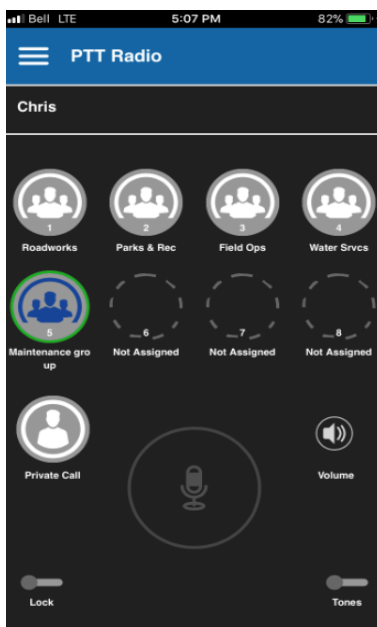 Bell LTE 5:07 PM 82%
PTT Radio
Chris
1 2 3 4
Roadworks Parks & Rec Field Ops Water Srvcs
5 6 7 8
Maintenance gro Not Assigned Not Assigned Not Assigned
up
Private Call Volume
Lock Tones